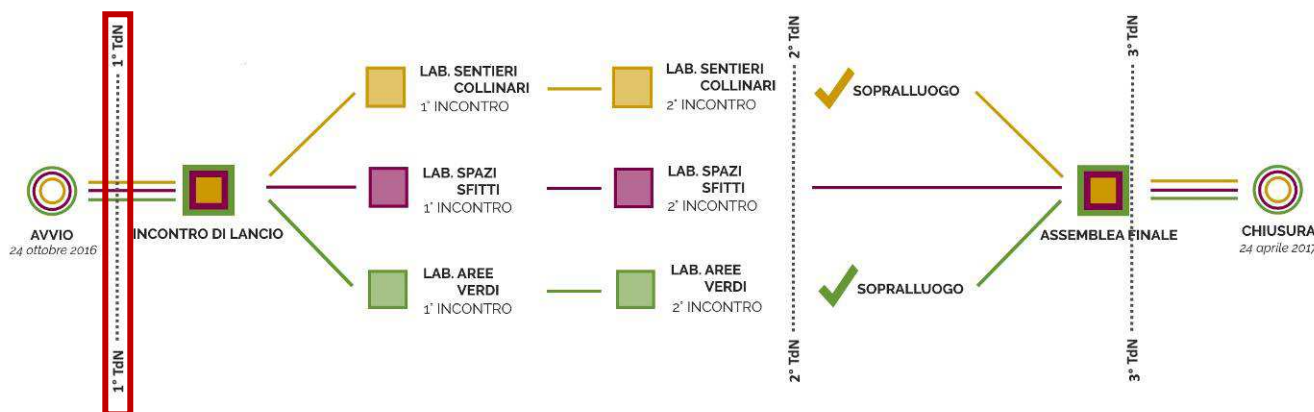 1° TdN
1° TdN
AVVIO
24 ottobre 2016
INCONTRO DI LANCIO
LAB. SENTIERI
COLLINARI
1° INCONTRO
LAB. SPAZI
SFITTI
1° INCONTRO
LAB. AREE
VERDI
1° INCONTRO
LAB. SENTIERI
COLLINARI
2° INCONTRO
LAB. SPAZI
SFITTI
2° INCONTRO
LAB. AREE
VERDI
2° INCONTRO
2° TdN
2° TdN
SOPRALLUOGO
SOPRALLUOGO
3° TdN
3° TdN
ASSEMBLEA FINALE
CHIUSURA
24 aprile 2017